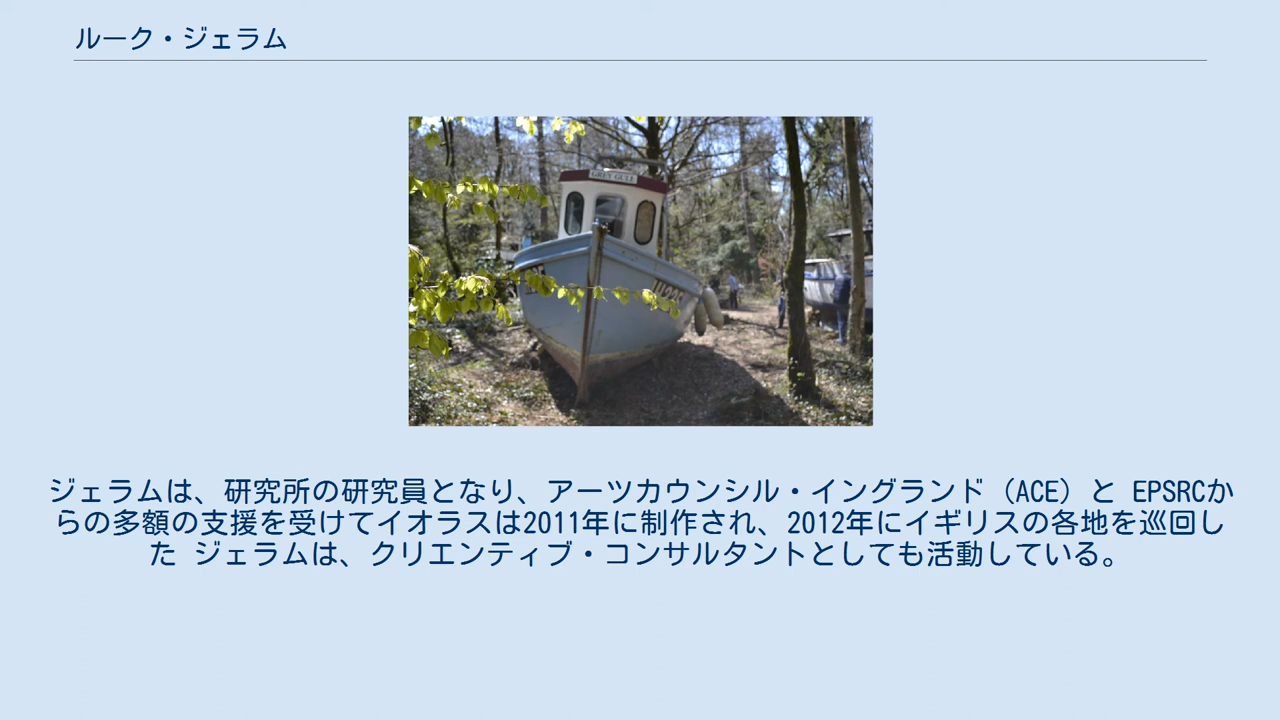 ルーク・ジェラム
GREY GULL
ジェラムは、研究所の研究員となり、アーツカウンシル・イングランド（ACE）と EPSRCか
らの多額の支援を受けてイオラスは2011年に制作され、2012年にイギリスの各地を巡回し
た ジェラムは、クリエンティブ・コンサルタントとしても活動している。